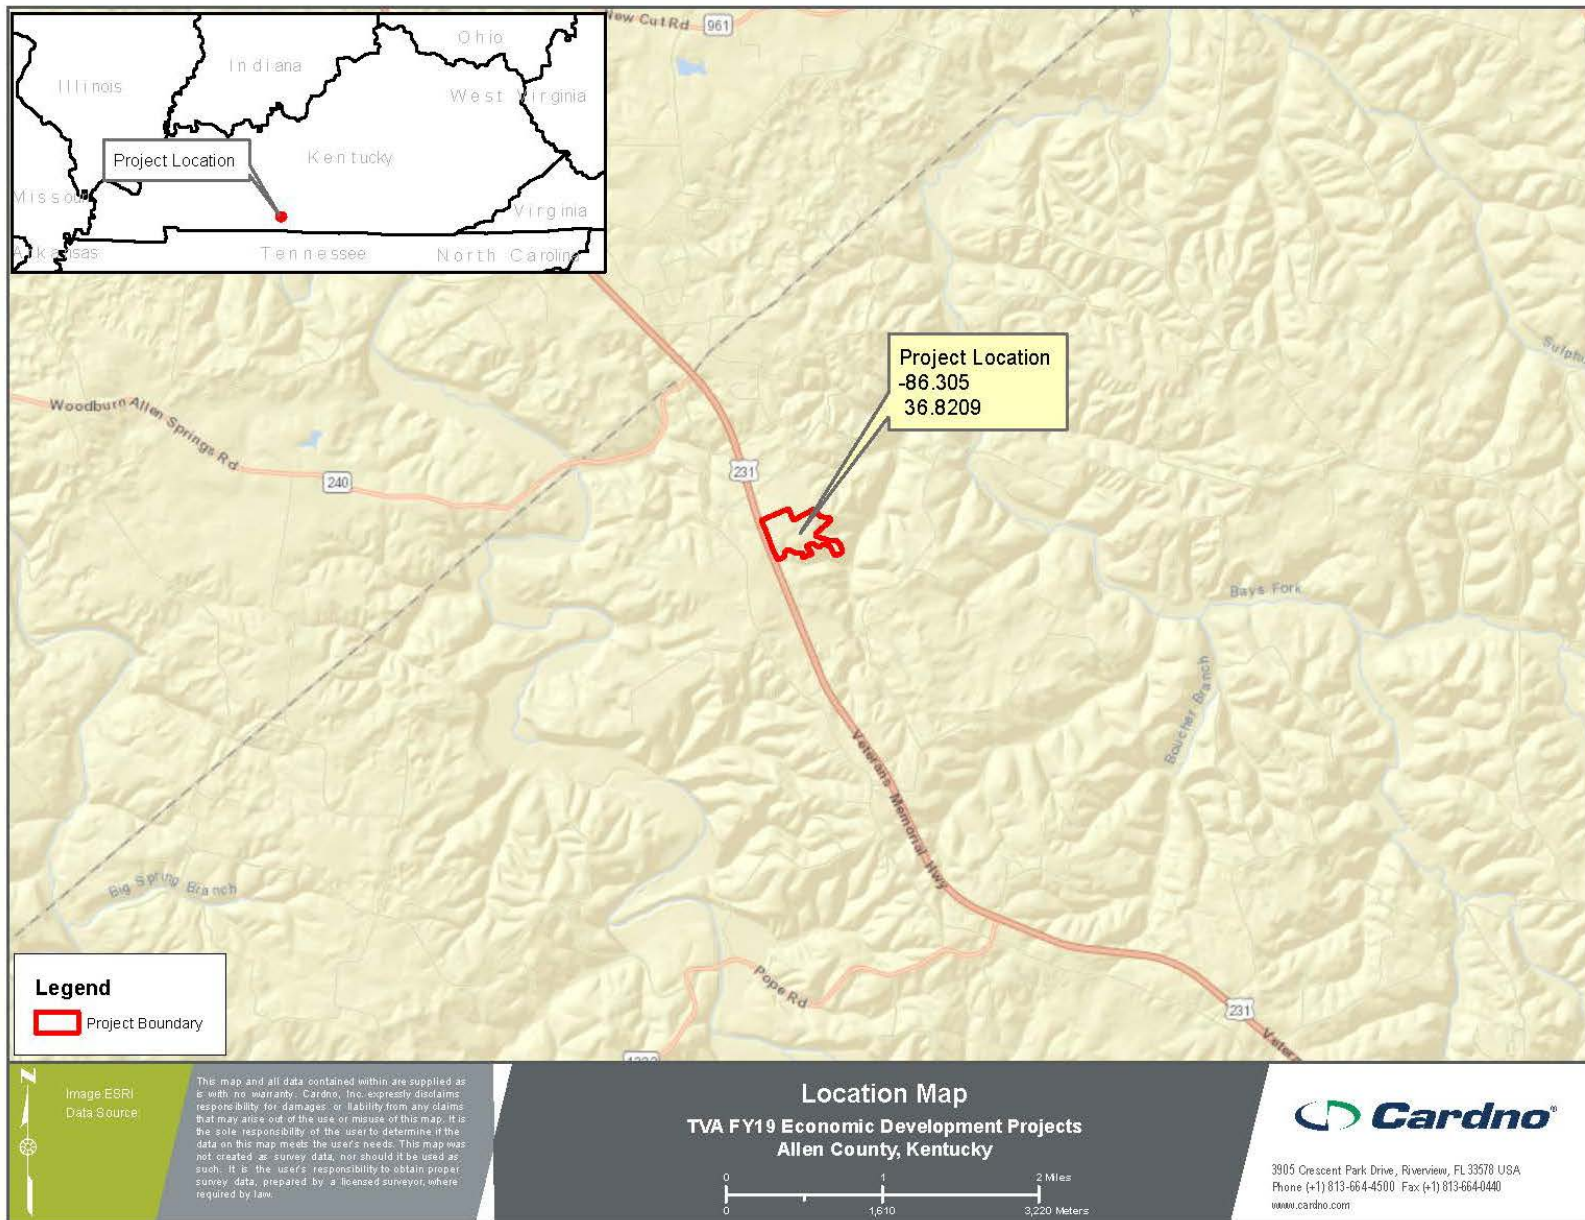 New Cut Rd
961
Ohio
Indiana
Illinois
West Virginia
Project Location
Kentucky
Virginia
Tennessee
North Carolina
Project Location
-86.305
36.8209
Woodburn Allen Springs Rd
240
231
Bays Fork
Boucher Branch
Veterans Memorial Hwy
Big Spring Branch
Pope Rd
231
Legend
Project Boundary
N
Image ESRI
Data Source:
This map and all data contained within are supplied as
is with no warranty. Cardno, Inc. expressly disclaims
responsibility for damages or liability from any claims
that may arise out of the use or misuse of this map. It is
the sole responsibility of the user to determine if the
data on this map meets the user's needs. This map was
not created as survey data, nor should it be used as
such. It is the user's responsibility to obtain proper
survey data, prepared by a licensed surveyor, where
required by law.
Location Map
TVA FY19 Economic Development Projects
Allen County, Kentucky
0 1 2 Miles
0 1,610 3,220 Meters
Cardno®
3905 Crescent Park Drive, Riverview, FL 33578 USA
Phone (+1) 813-664-4500 Fax (+1) 813-664-0440
www.cardno.com